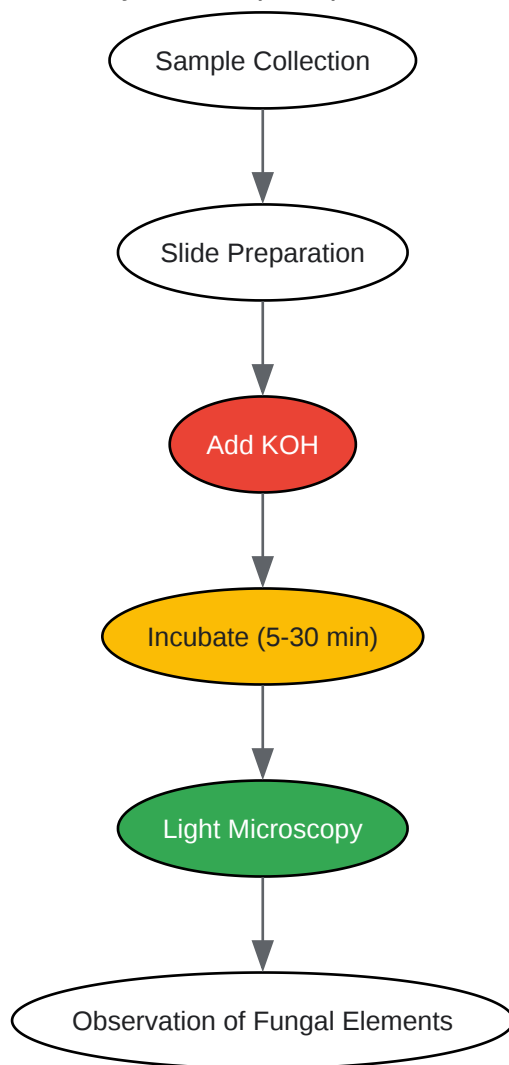 Sample Collection
Slide Preparation
Add KOH
Incubate (5-30 min)
Light Microscopy
Observation of Fungal Elements